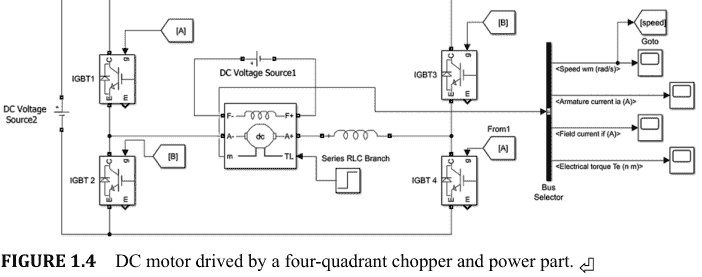 [A]
[B]
[speed]
Goto
IGBT1
g
C
E
m
DC Voltage Source1
IGBT3
g
C
E
m
<Speed wm (rad/s)>
DC Voltage
Source2
F-
F+
A-
dc
A+
m
TL
<Armature current ia (A)>
From1
<Field current if (A)>
[B]
[A]
IGBT 2
g
C
E
m
Series RLC Branch
IGBT 4
g
C
E
m
<Electrical torque Te (n m)>
Bus
Selector
FIGURE 1.4 DC motor drived by a four-quadrant chopper and power part.